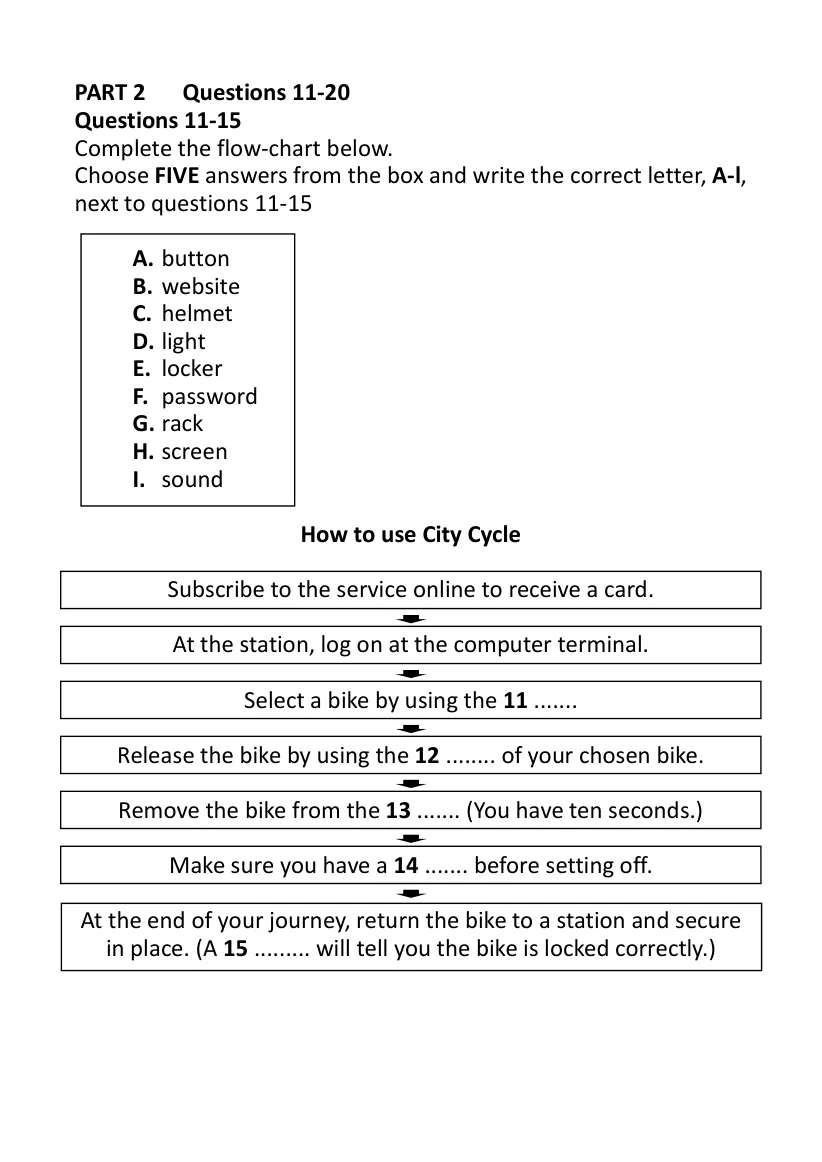 PART 2 Questions 11-20
Questions 11-15
Complete the flow-chart below.
Choose FIVE answers from the box and write the correct letter, A-l,
next to questions 11-15
A. button
B. website
C. helmet
D. light
E. locker
F. password
G. rack
H. screen
I. sound
How to use City Cycle
Subscribe to the service online to receive a card.
At the station, log on at the computer terminal.
Select a bike by using the 11 .......
Release the bike by using the 12 ........ of your chosen bike.
Remove the bike from the 13 ....... (You have ten seconds.)
Make sure you have a 14 ....... before setting off.
At the end of your journey, return the bike to a station and secure
in place. (A 15 ......... will tell you the bike is locked correctly.)